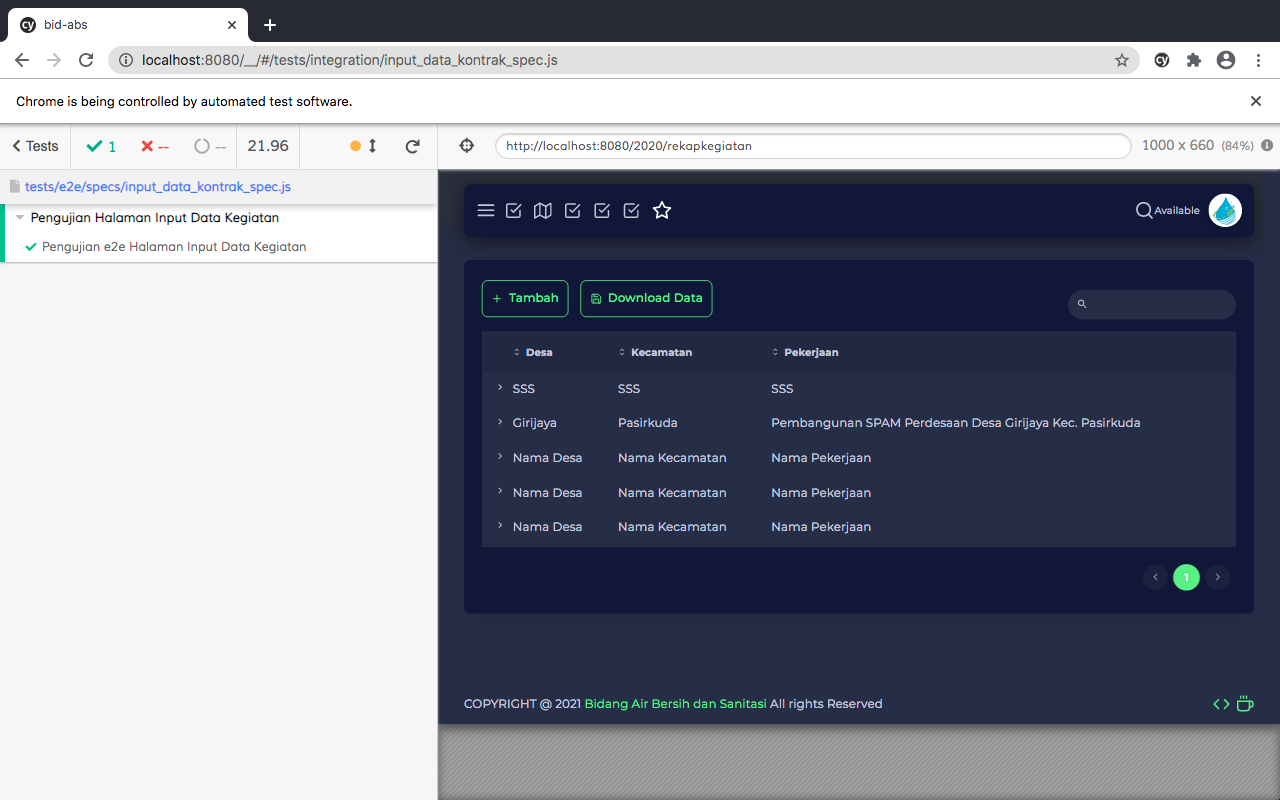 cy bid-abs
localhost:8080/__/#/tests/integration/input_data_kontrak_spec.js
cy
Chrome is being controlled by automated test software.
Tests
1
--
--
21.96
http://localhost:8080/2020/rekapkegiatan
1000 x 660 (84%)
tests/e2e/specs/input_data_kontrak_spec.js
Pengujian Halaman Input Data Kegiatan
Pengujian e2e Halaman Input Data Kegiatan
Available
+ Tambah
Download Data
Desa Kecamatan Pekerjaan
SSS SSS SSS
Girijaya Pasirkuda Pembangunan SPAM Perdesaan Desa Girijaya Kec. Pasirkuda
Nama Desa Nama Kecamatan Nama Pekerjaan
Nama Desa Nama Kecamatan Nama Pekerjaan
Nama Desa Nama Kecamatan Nama Pekerjaan
1
COPYRIGHT @ 2021 Bidang Air Bersih dan Sanitasi All rights Reserved